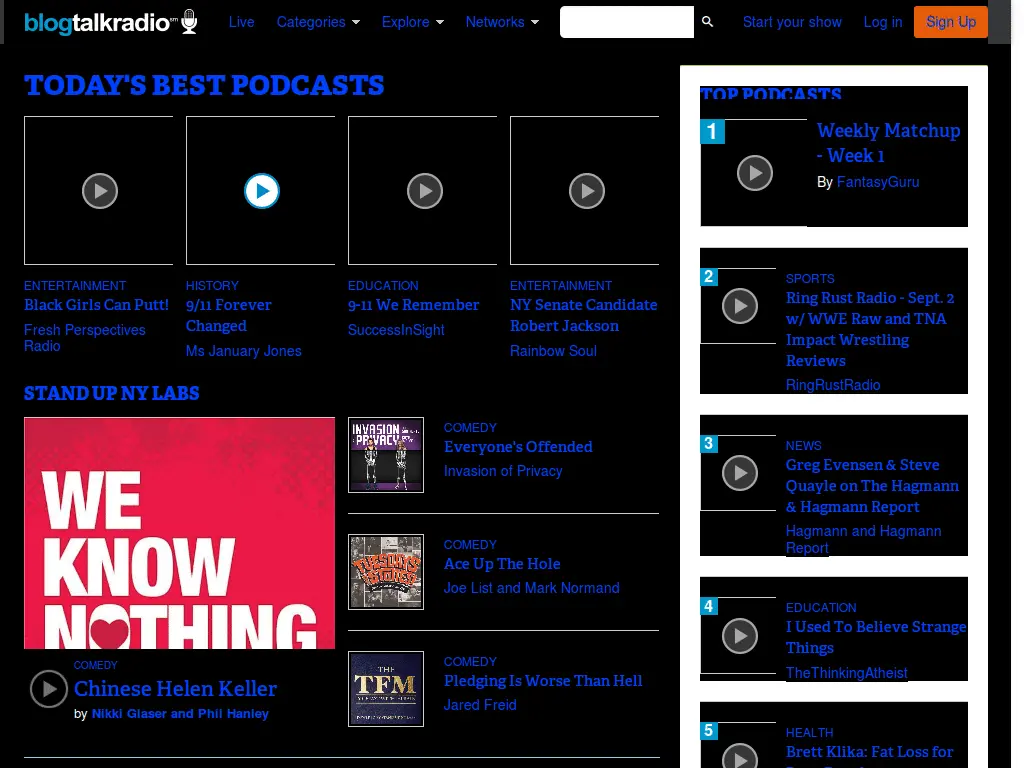 blogtalkradio
Live
Categories
Explore
Networks
Start your show
Log in
Sign Up
TODAY'S BEST PODCASTS
ENTERTAINMENT
Black Girls Can Putt!
Fresh Perspectives
Radio
HISTORY
9/11 Forever
Changed
Ms January Jones
EDUCATION
9-11 We Remember
SuccessInSight
ENTERTAINMENT
NY Senate Candidate
Robert Jackson
Rainbow Soul
STAND UP NY LABS
WE
KNOW
NOTHING
COMEDY
Chinese Helen Keller
by Nikki Glaser and Phil Hanley
INVASION
PRIVACY
COMEDY
Everyone's Offended
Invasion of Privacy
TUESDAYS
STORIES
COMEDY
Ace Up The Hole
Joe List and Mark Normand
THE
TFM
COMEDY
Pledging Is Worse Than Hell
Jared Freid
TOP PODCASTS
1
Weekly Matchup
- Week 1
By FantasyGuru
2
SPORTS
Ring Rust Radio - Sept. 2
w/ WWE Raw and TNA
Impact Wrestling
Reviews
RingRustRadio
3
NEWS
Greg Evensen & Steve
Quayle on The Hagmann
& Hagmann Report
Hagmann and Hagmann
Report
4
EDUCATION
I Used To Believe Strange
Things
TheThinkingAtheist
5
HEALTH
Brett Klika: Fat Loss for